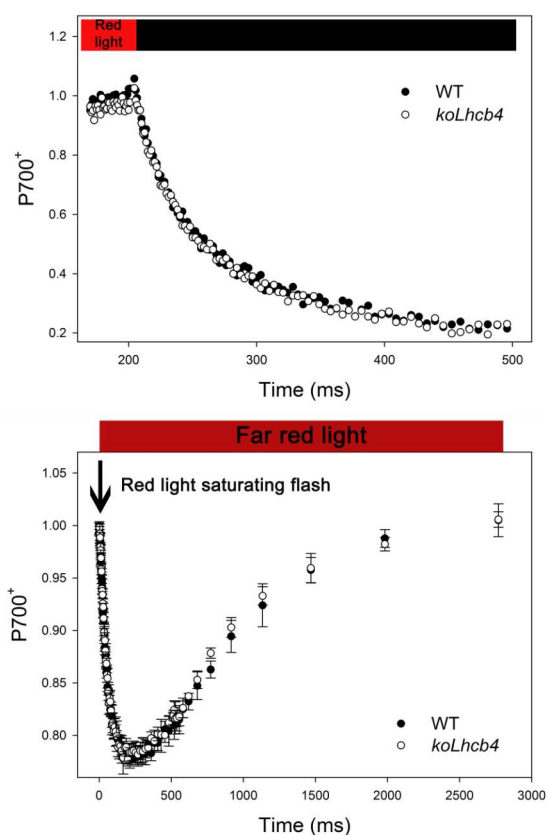 Red
light
1.2
1.0
0.8
0.6
0.4
0.2
P700+
WT
koLhcb4
200
300
400
500
Time (ms)
Far red light
Red light saturating flash
1.05
1.00
0.95
0.90
0.85
0.80
P700+
WT
koLhcb4
0
500
1000
1500
2000
2500
3000
Time (ms)